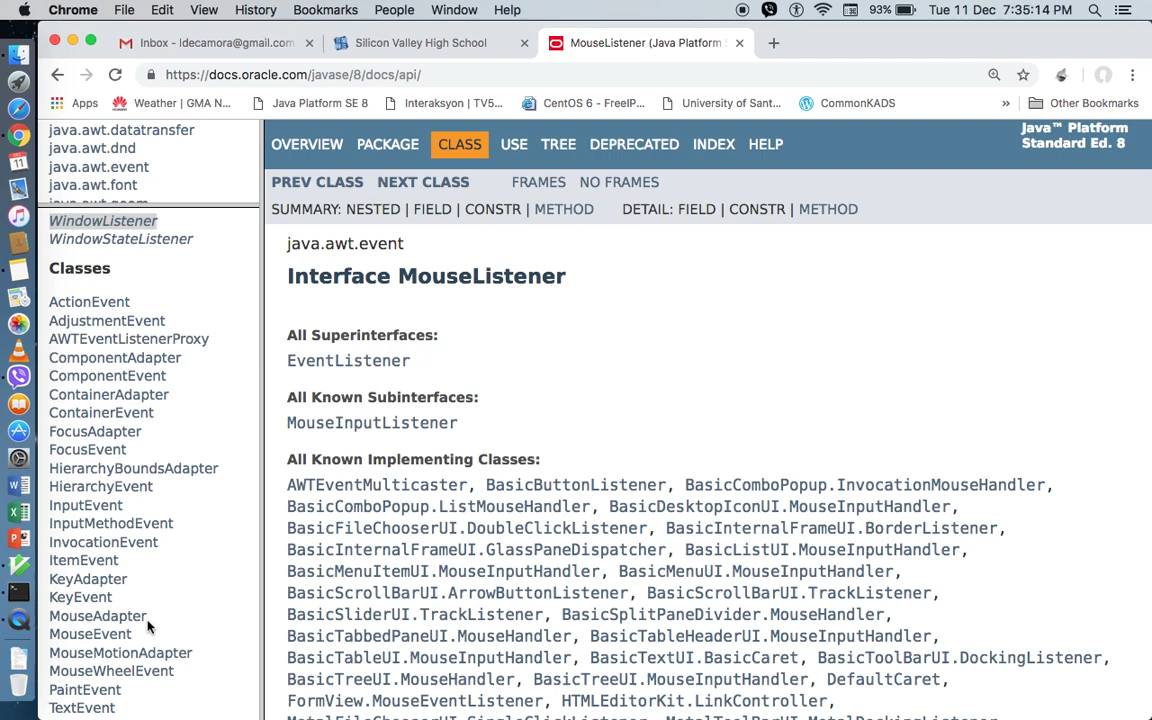 Chrome File Edit View History Bookmarks People Window Help 93% Tue 11 Dec 7:35:14 PM
Inbox - ldecamora@gmail.com Silicon Valley High School MouseListener (Java Platform
https://docs.oracle.com/javase/8/docs/api/
Apps Weather | GMA N... Java Platform SE 8 Interaksyon | TV5... CentOS 6 - FreeIP... University of Sant... CommonKADS » Other Bookmarks
java.awt.datatransfer
java.awt.dnd
java.awt.event
java.awt.font
java.awt.geom
WindowListener
WindowStateListener
Classes
ActionEvent
AdjustmentEvent
AWTEventListenerProxy
ComponentAdapter
ComponentEvent
ContainerAdapter
ContainerEvent
FocusAdapter
FocusEvent
HierarchyBoundsAdapter
HierarchyEvent
InputEvent
InputMethodEvent
InvocationEvent
ItemEvent
KeyAdapter
KeyEvent
MouseAdapter
MouseEvent
MouseMotionAdapter
MouseWheelEvent
PaintEvent
TextEvent
OVERVIEW PACKAGE CLASS USE TREE DEPRECATED INDEX HELP
Java™ Platform
Standard Ed. 8
PREV CLASS NEXT CLASS FRAMES NO FRAMES
SUMMARY: NESTED | FIELD | CONSTR | METHOD DETAIL: FIELD | CONSTR | METHOD
java.awt.event
Interface MouseListener
All Superinterfaces:
EventListener
All Known Subinterfaces:
MouseInputListener
All Known Implementing Classes:
AWTEventMulticaster, BasicButtonListener, BasicComboPopup.InvocationMouseHandler,
BasicComboPopup.ListMouseHandler, BasicDesktopIconUI.MouseInputHandler,
BasicFileChooserUI.DoubleClickListener, BasicInternalFrameUI.BorderListener,
BasicInternalFrameUI.GlassPaneDispatcher, BasicListUI.MouseInputHandler,
BasicMenuItemUI.MouseInputHandler, BasicMenuUI.MouseInputHandler,
BasicScrollBarUI.ArrowButtonListener, BasicScrollBarUI.TrackListener,
BasicSliderUI.TrackListener, BasicSplitPaneDivider.MouseHandler,
BasicTabbedPaneUI.MouseHandler, BasicTableHeaderUI.MouseInputHandler,
BasicTableUI.MouseInputHandler, BasicTextUI.BasicCaret, BasicToolBarUI.DockingListener,
BasicTreeUI.MouseHandler, BasicTreeUI.MouseInputHandler, DefaultCaret,
FormView.MouseEventListener, HTMLEditorKit.LinkController,
MetalFileChooserUI.SingleClickListener, MetalToolBarUI.MetalDockingListener,